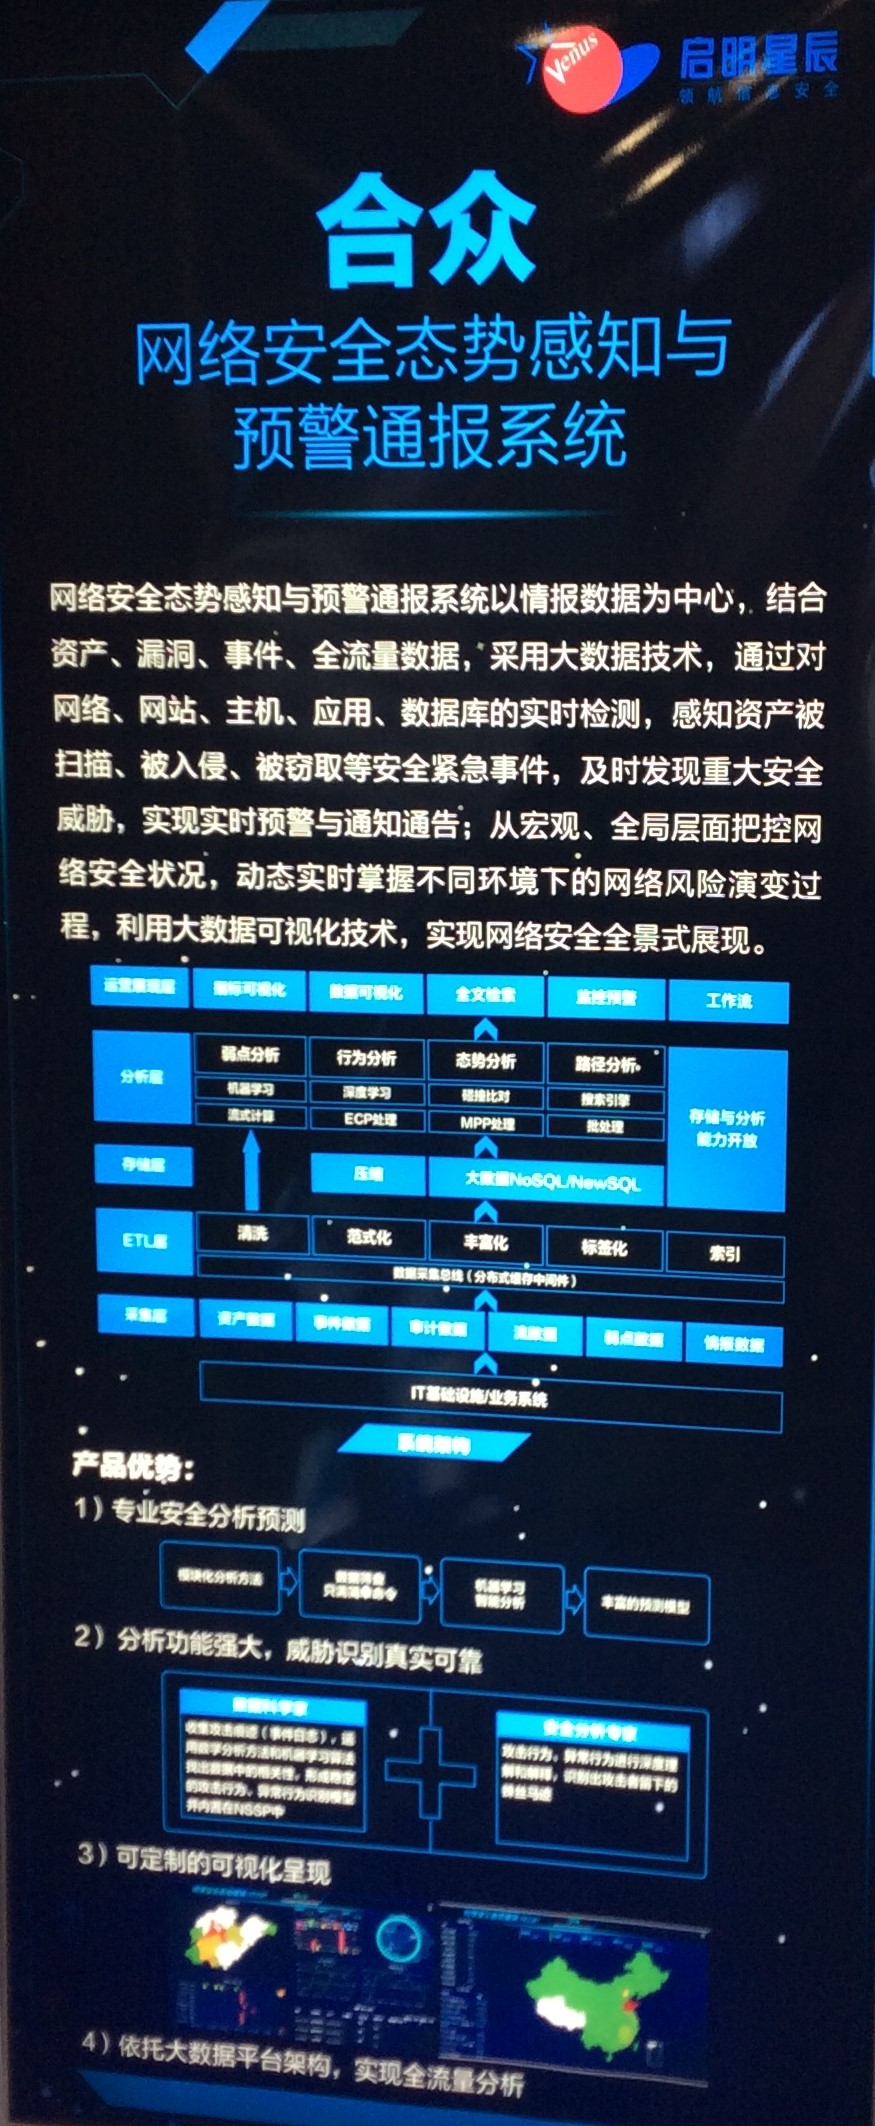 Venus
启明星辰
领航信息安全
合众
网络安全态势感知与
预警通报系统
网络安全态势感知与预警通报系统以情报数据为中心，结合
资产、漏洞、事件、全流量数据，采用大数据技术，通过对
网络、网站、主机、应用、数据库的实时检测，感知资产被
扫描、被入侵、被窃取等安全紧急事件，及时发现重大安全
威胁，实现实时预警与通知通告；从宏观、全局层面把控网
络安全状况，动态实时掌握不同环境下的网络风险演变过
程，利用大数据可视化技术，实现网络安全全景式展现。
运营展现层 指标可视化 数据可视化 全文检索 监控预警 工作流
分析层 弱点分析 行为分析 态势分析 路径分析
机器学习 深度学习 碰撞比对 搜索引擎
流式计算 ECP处理 MPP处理 批处理
存储与分析
能力开放
存储层 压缩 大数据NoSQL/NewSQL
ETL层 清洗 范式化 丰富化 标签化 索引
数据采集总线（分布式缓存中间件）
采集层 资产数据 事件数据 审计数据 流数据 弱点数据 情报数据
IT基础设施/业务系统
系统架构
产品优势：
1）专业安全分析预测
模块化分析方法
只需简单命令
机器学习
智能分析
丰富的预测模型
2）分析功能强大，威胁识别真实可靠
数据科学家
收集攻击痕迹（事件日志），运
用数学分析方法和机器学习算法
找出数据中的相关性，形成稳定
的攻击行为、异常行为识别模型
并内置在NSSP中
安全分析专家
攻击行为、异常行为进行深度理
解和解释，识别出攻击者留下的
蛛丝马迹
3）可定制的可视化呈现
4）依托大数据平台架构，实现全流量分析